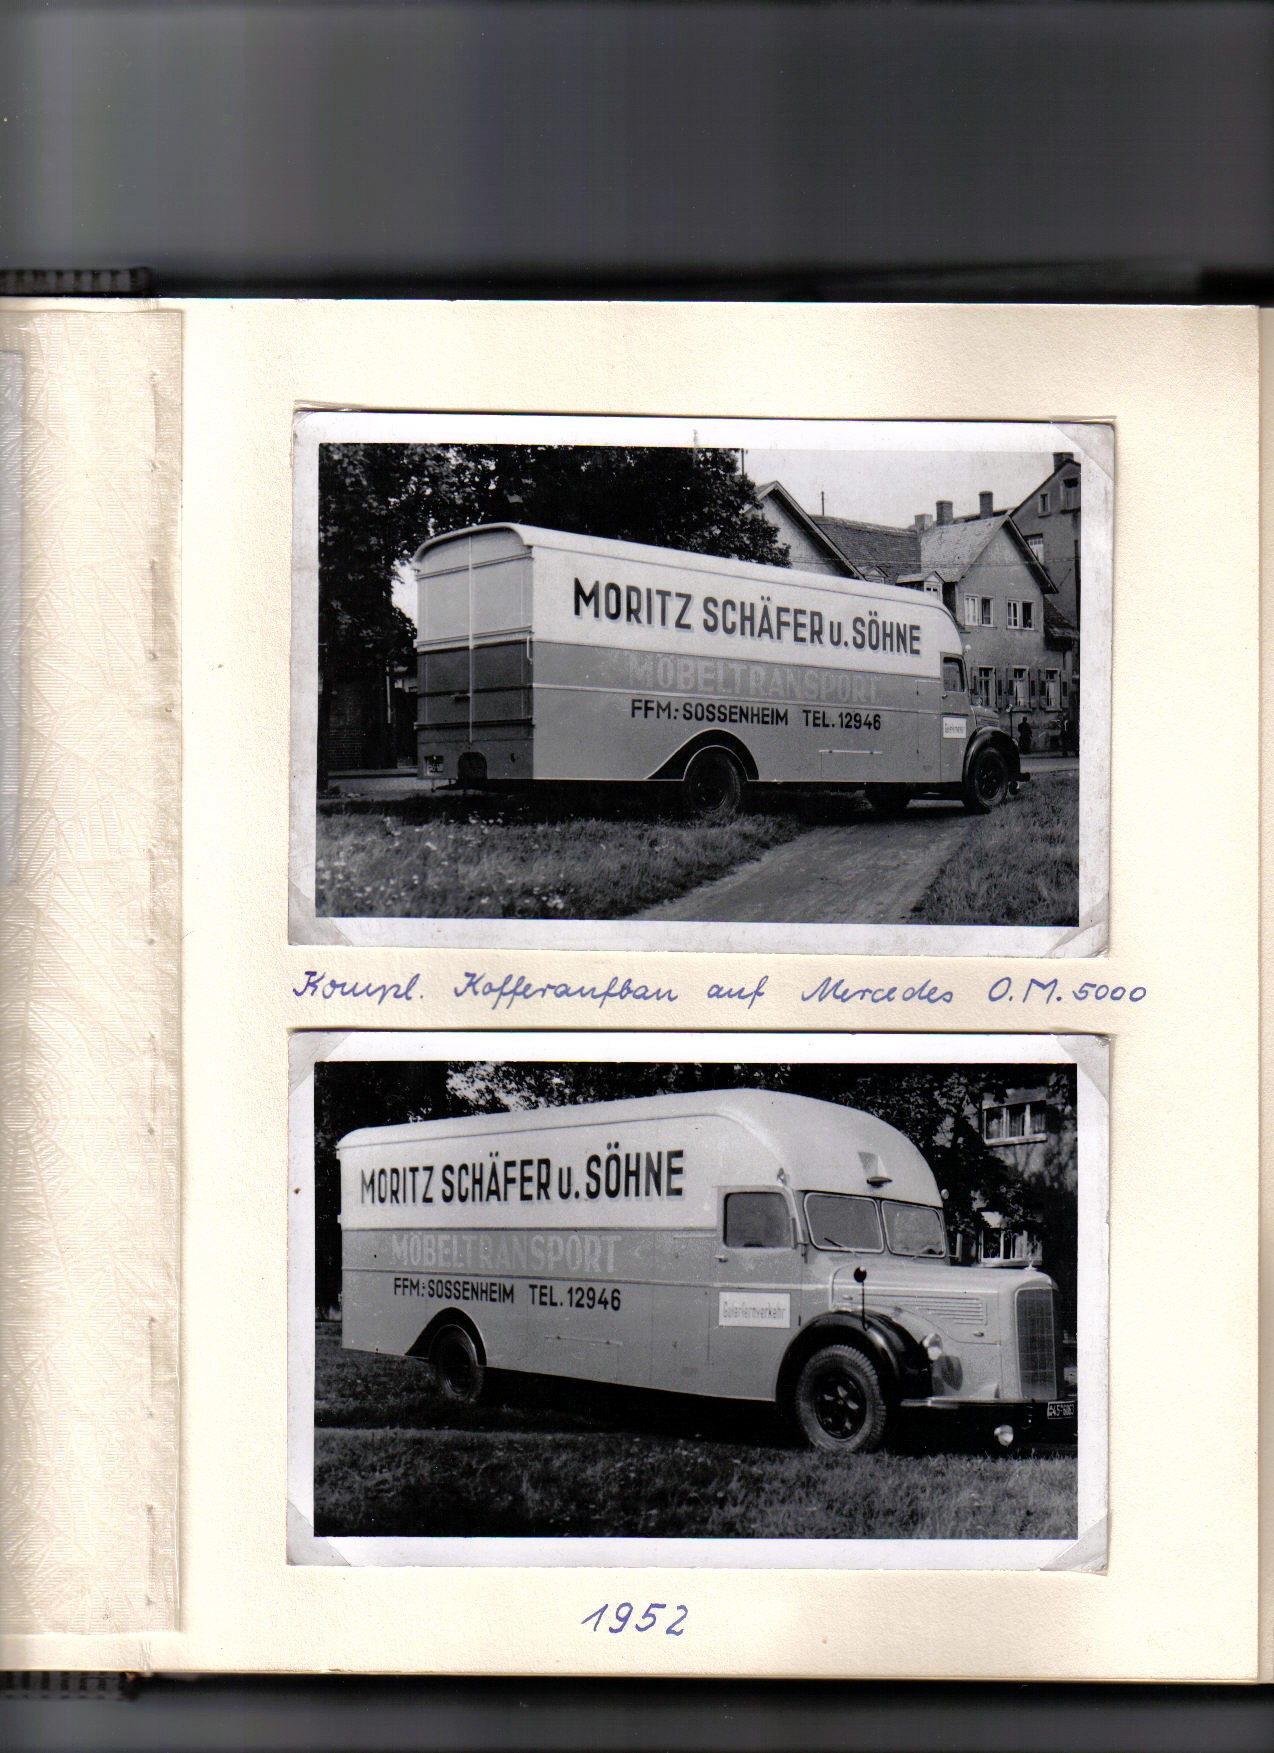 MORITZ SCHÄFER u. SÖHNE
MÖBELTRANSPORT
FFM.-SOSSENHEIM TEL. 12946
Kompl. Kofferaufbau auf Mercedes O.M. 5000
MORITZ SCHÄFER u. SÖHNE
MÖBELTRANSPORT
FFM.-SOSSENHEIM TEL. 12946
Güterfernverkehr
1952